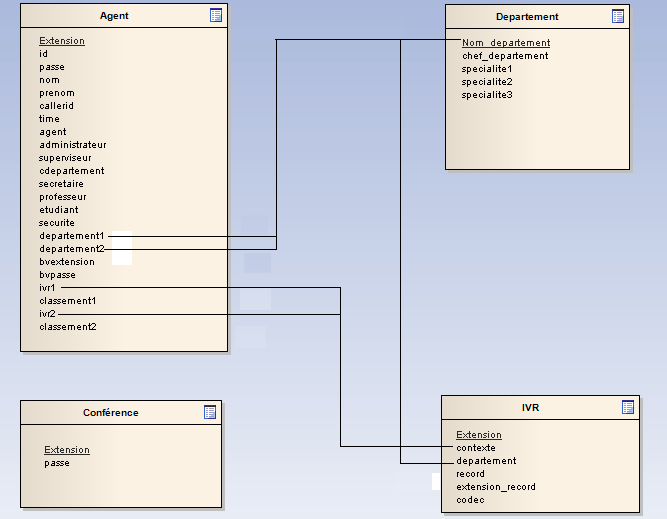 Agent
Extension
id
passe
nom
prenom
callerid
time
agent
administrateur
superviseur
cdepartement
secretaire
professeur
etudiant
securite
departement1
departement2
bvextension
bvpasse
ivr1
classement1
ivr2
classement2
Departement
Nom_departement
chef_departement
specialite1
specialite2
specialite3
Conférence
Extension
passe
IVR
Extension
contexte
departement
record
extension_record
codec